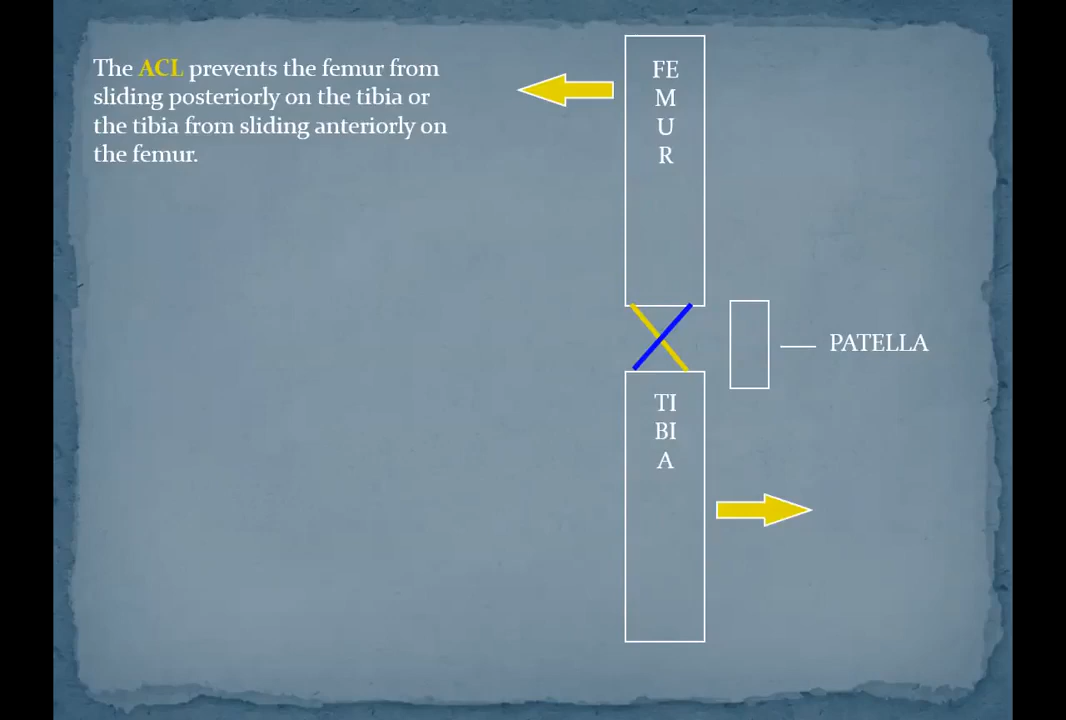 The ACL prevents the femur from
sliding posteriorly on the tibia or
the tibia from sliding anteriorly on
the femur.
FE
M
U
R
PATELLA
TI
BI
A